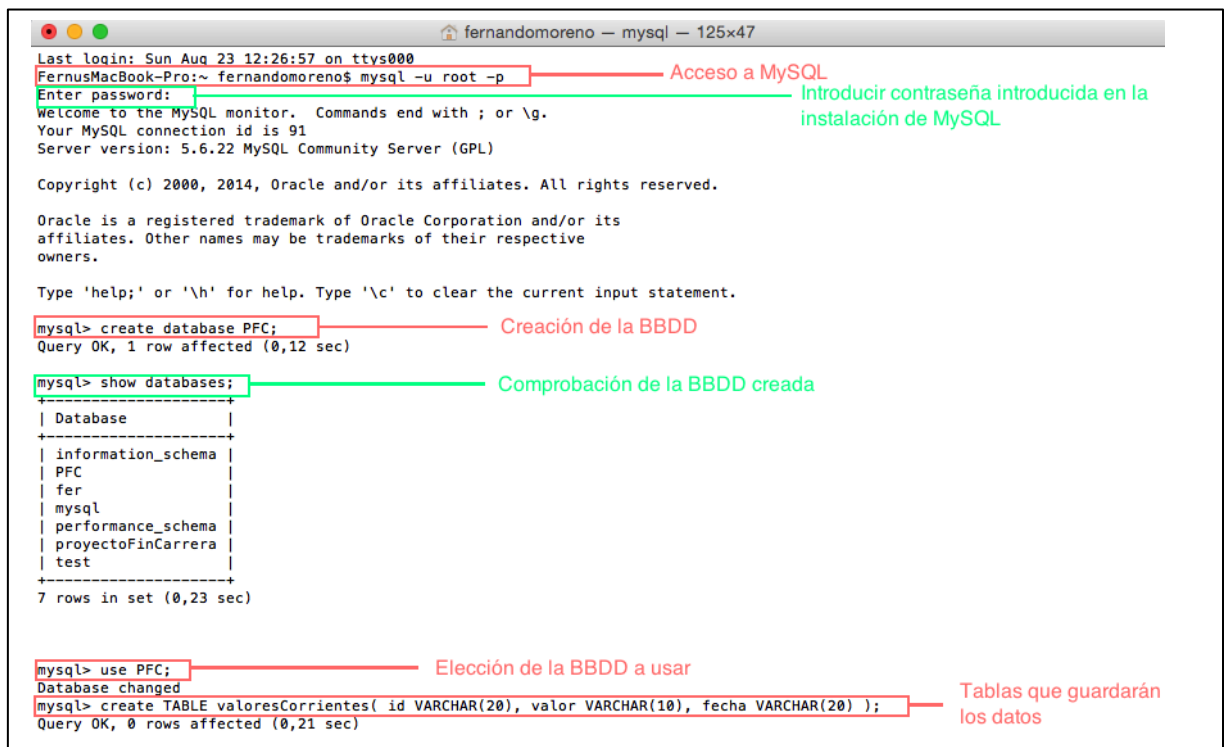 fernandomoreno — mysql — 125×47
Last login: Sun Aug 23 12:26:57 on ttys000
FernusMacBook-Pro:~ fernandomoreno$ mysql -u root -p
Acceso a MySQL
Enter password:
Introducir contraseña introducida en la
instalación de MySQL
Welcome to the MySQL monitor.  Commands end with ; or \g.
Your MySQL connection id is 91
Server version: 5.6.22 MySQL Community Server (GPL)
Copyright (c) 2000, 2014, Oracle and/or its affiliates. All rights reserved.
Oracle is a registered trademark of Oracle Corporation and/or its
affiliates. Other names may be trademarks of their respective
owners.
Type 'help;' or '\h' for help. Type '\c' to clear the current input statement.
mysql> create database PFC;
Creación de la BBDD
Query OK, 1 row affected (0,12 sec)
mysql> show databases;
Comprobación de la BBDD creada
+--------------------+
| Database           |
+--------------------+
| information_schema |
| PFC                |
| fer                |
| mysql              |
| performance_schema |
| proyectoFinCarrera |
| test               |
+--------------------+
7 rows in set (0,23 sec)
mysql> use PFC;
Elección de la BBDD a usar
Database changed
mysql> create TABLE valoresCorrientes( id VARCHAR(20), valor VARCHAR(10), fecha VARCHAR(20) );
Tablas que guardarán
los datos
Query OK, 0 rows affected (0,21 sec)